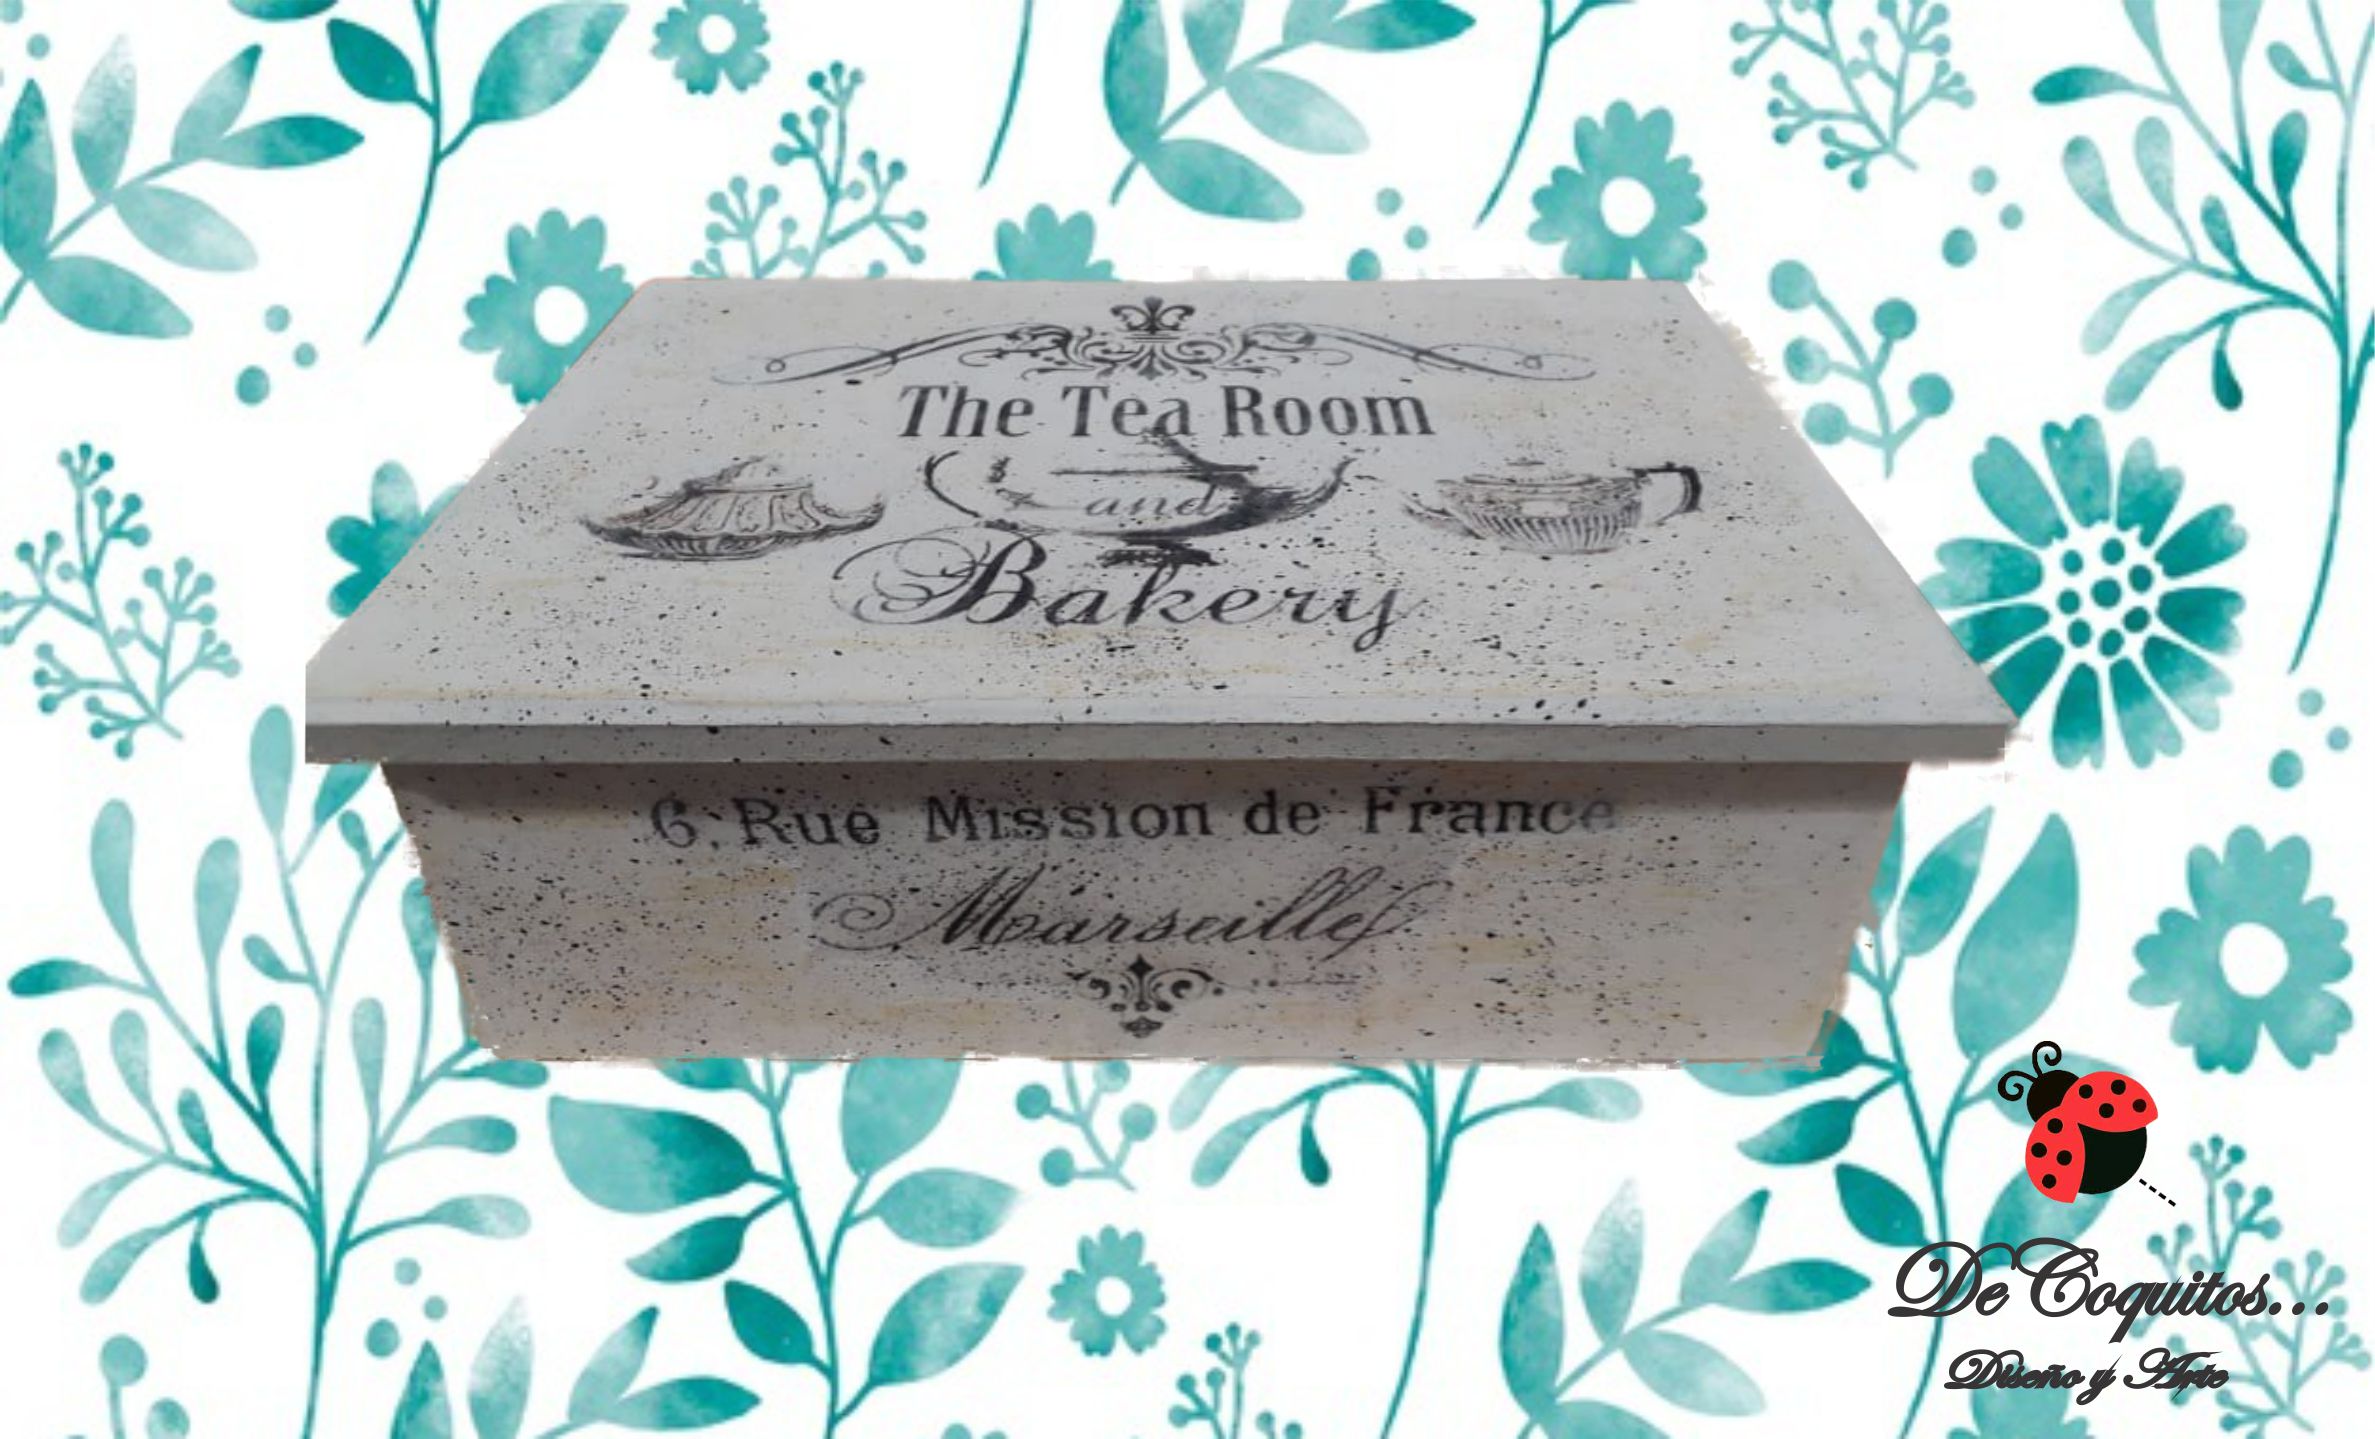 The Tea Room
and
Bakery
6, Rue Mission de France
Marseille
De Coquitos...
Diseño y Arte